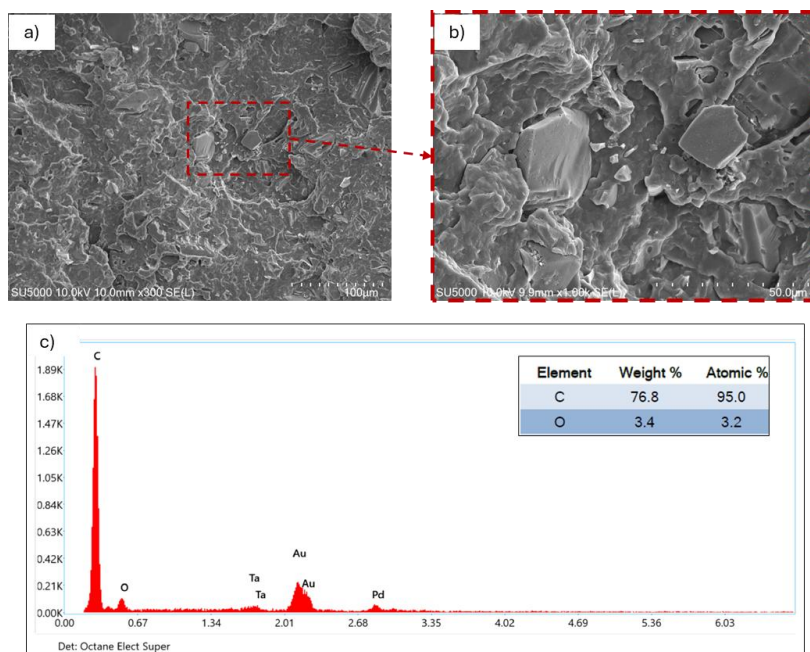 a)
SU5000 10.0kV 10.0mm x300 SE(L)
100µm
b)
SU5000 10.0kV 9.9mm x1.00k SE(L)
50.0µm
c)
C
1.89K
1.68K
1.47K
1.26K
1.05K
0.84K
0.63K
0.42K
0.21K
0.00K
O
Ta
Ta
Au
Au
Pd
0.00 0.67 1.34 2.01 2.68 3.35 4.02 4.69 5.36 6.03
Element Weight % Atomic %
C 76.8 95.0
O 3.4 3.2
Det: Octane Elect Super